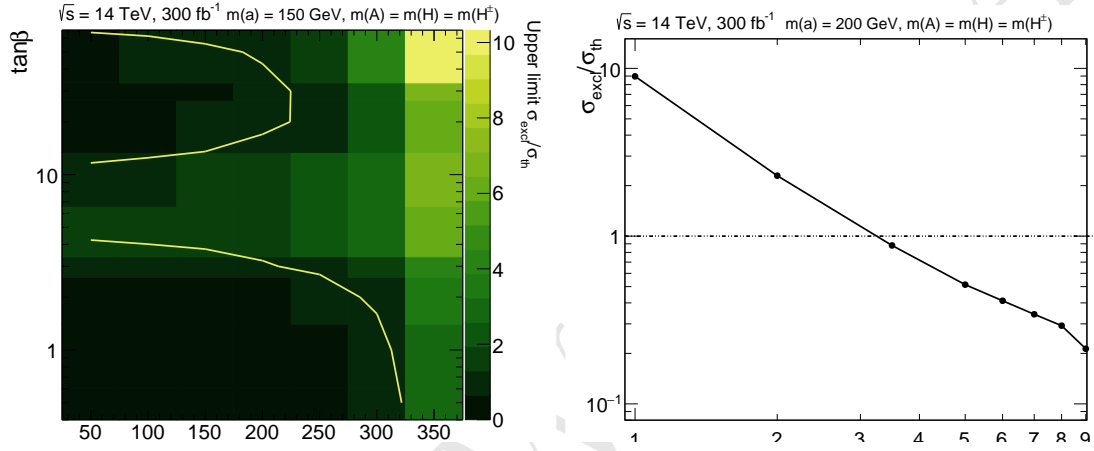 √s = 14 TeV, 300 fb⁻¹ m(a) = 150 GeV, m(A) = m(H) = m(H±)
tanβ
10
1
50 100 150 200 250 300 350
10
8
6
4
2
0
Upper limit σexcl/σth
√s = 14 TeV, 300 fb⁻¹ m(a) = 200 GeV, m(A) = m(H) = m(H±)
σexcl/σth
10
1
10⁻¹
1 2 3 4 5 6 7 8 9